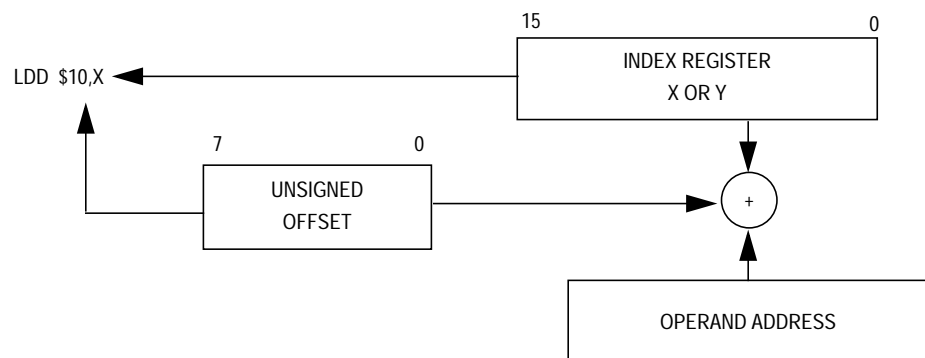 15 0
INDEX REGISTER
X OR Y
LDD $10,X
7 0
UNSIGNED
OFFSET
+
OPERAND ADDRESS